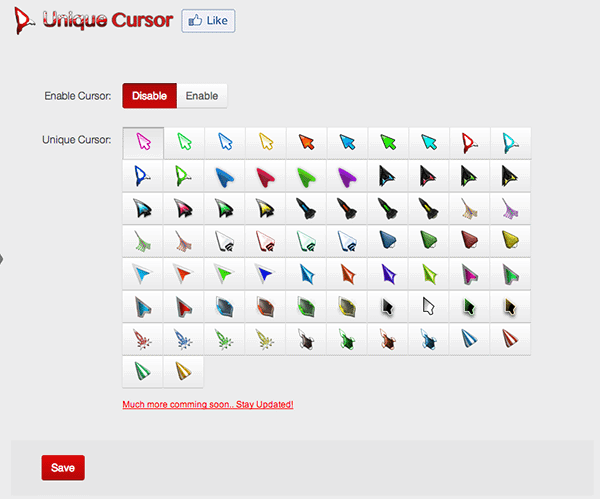 Unique Cursor
Like
Enable Cursor:
Disable
Enable
Unique Cursor:
Much more comming soon.. Stay Updated!
Save